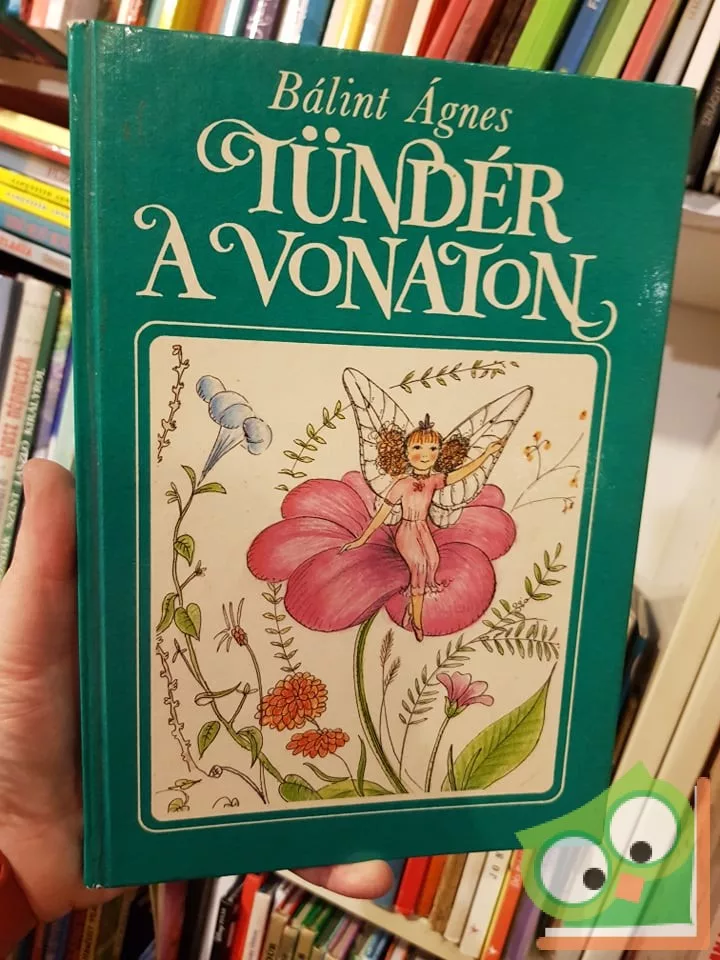 Bálint Ágnes
TÜNDÉR
A VONATON